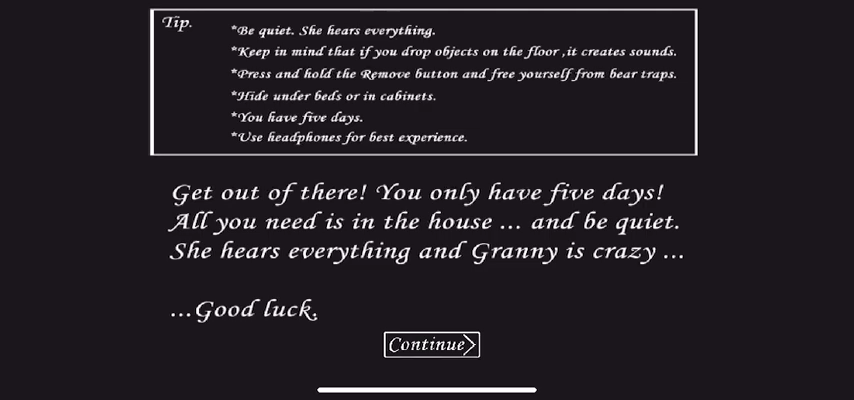 Tip.
*Be quiet. She hears everything.
*Keep in mind that if you drop objects on the floor ,it creates sounds.
*Press and hold the Remove button and free yourself from bear traps.
*Hide under beds or in cabinets.
*You have five days.
*Use headphones for best experience.
Get out of there! You only have five days!
All you need is in the house ... and be quiet.
She hears everything and Granny is crazy ...
...Good luck.
Continue